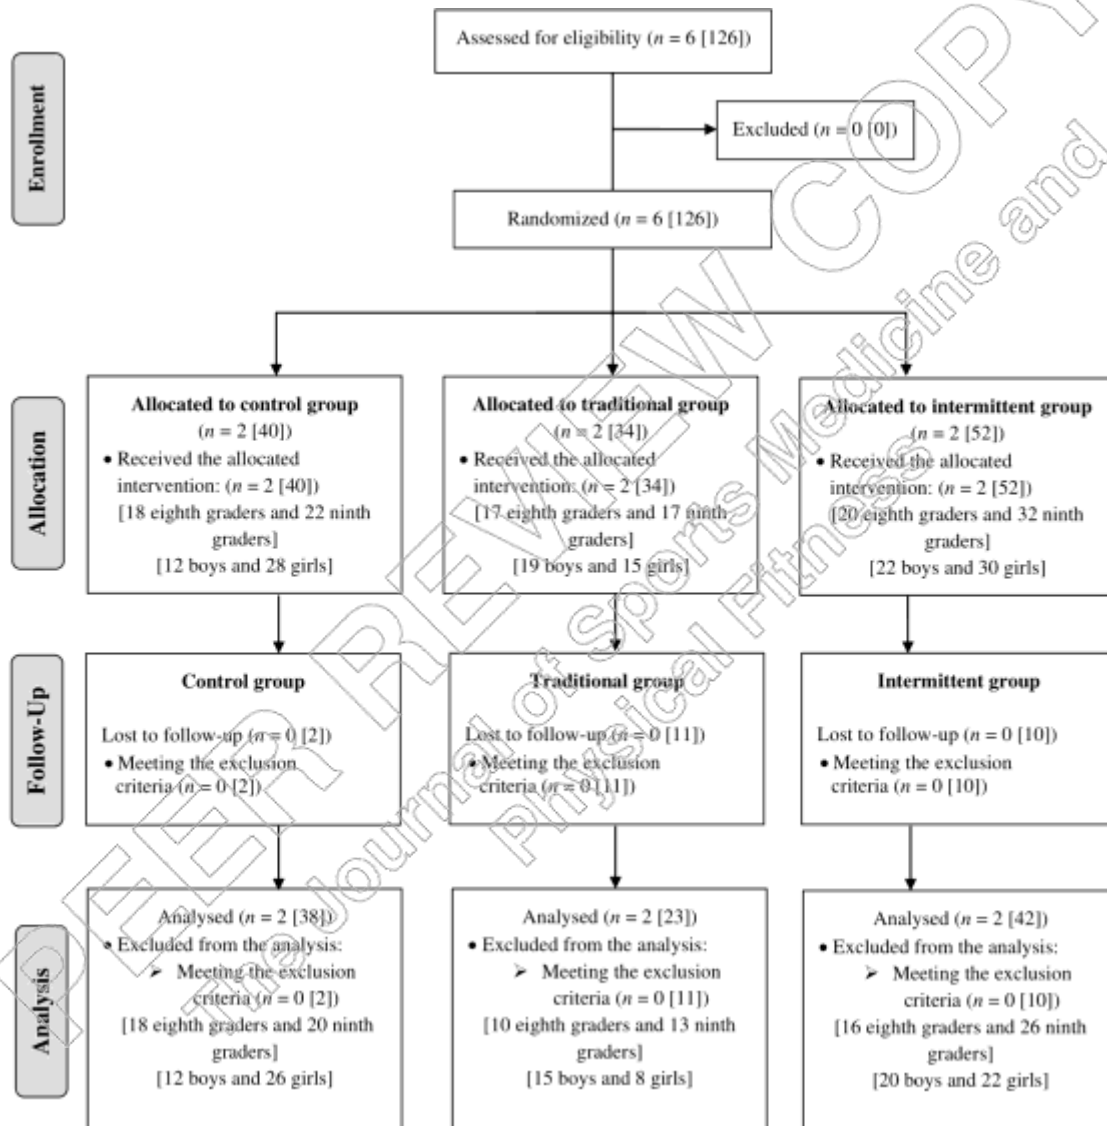 Enrollment
Assessed for eligibility (n = 6 [126])
Excluded (n = 0 [0])
Randomized (n = 6 [126])
Allocation
Allocated to control group
(n = 2 [40])
• Received the allocated
intervention: (n = 2 [40])
[18 eighth graders and 22 ninth
graders]
[12 boys and 28 girls]
Allocated to traditional group
(n = 2 [34])
• Received the allocated
intervention: (n = 2 [34])
[17 eighth graders and 17 ninth
graders]
[19 boys and 15 girls]
Allocated to intermittent group
(n = 2 [52])
• Received the allocated
intervention: (n = 2 [52])
[20 eighth graders and 32 ninth
graders]
[22 boys and 30 girls]
Follow-Up
Control group
Lost to follow-up (n = 0 [2])
• Meeting the exclusion
criteria (n = 0 [2])
Traditional group
Lost to follow-up (n = 0 [11])
• Meeting the exclusion
criteria (n = 0 [11])
Intermittent group
Lost to follow-up (n = 0 [10])
• Meeting the exclusion
criteria (n = 0 [10])
Analysis
Analysed (n = 2 [38])
• Excluded from the analysis:
➢ Meeting the exclusion
criteria (n = 0 [2])
[18 eighth graders and 20 ninth
graders]
[12 boys and 26 girls]
Analysed (n = 2 [23])
• Excluded from the analysis:
➢ Meeting the exclusion
criteria (n = 0 [11])
[10 eighth graders and 13 ninth
graders]
[15 boys and 8 girls]
Analysed (n = 2 [42])
• Excluded from the analysis:
➢ Meeting the exclusion
criteria (n = 0 [10])
[16 eighth graders and 26 ninth
graders]
[20 boys and 22 girls]
PEER REVIEW COPY
The Journal of Sports Medicine and
Physical Fitness